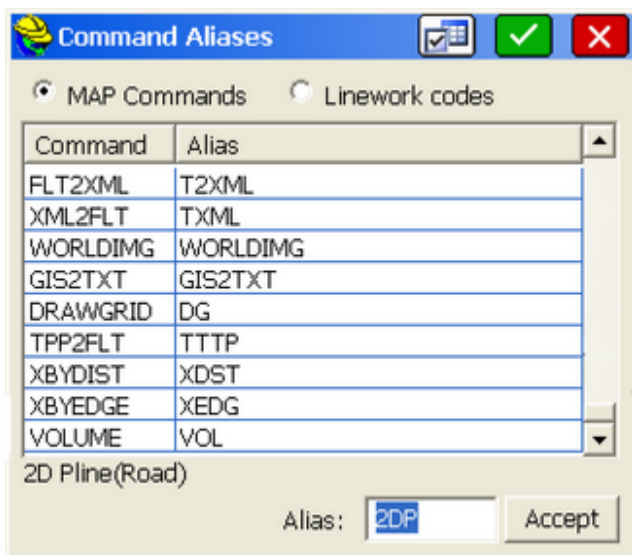 Command Aliases
MAP Commands Linework codes
Command Alias
FLT2XML T2XML
XML2FLT TXML
WORLDIMG WORLDIMG
GIS2TXT GIS2TXT
DRAWGRID DG
TPP2FLT TTTP
XBYDIST XDST
XBYEDGE XEDG
VOLUME VOL
2D Pline(Road)
Alias: 2DP Accept